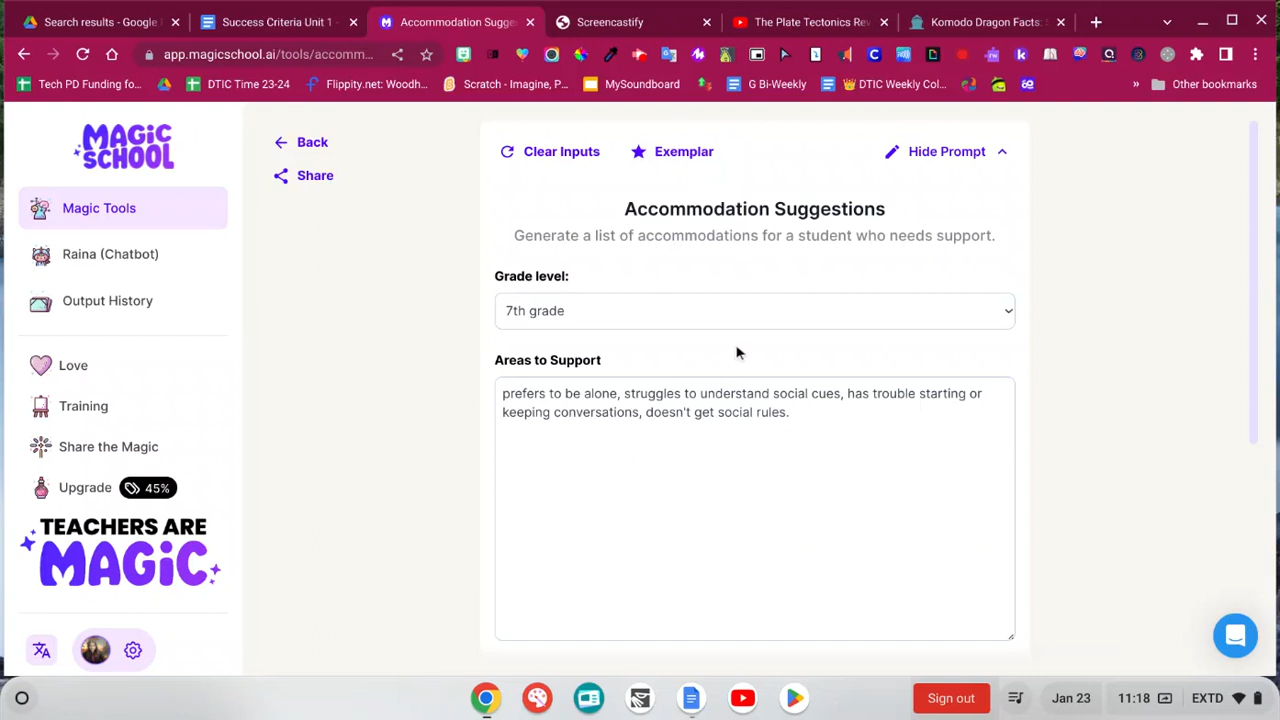 Search results - Google
Success Criteria Unit 1 -
Accommodation Sugges
Screencastify
The Plate Tectonics Rev
Komodo Dragon Facts:
app.magicschool.ai/tools/accomm...
Tech PD Funding fo...
DTIC Time 23-24
Flippity.net: Woodh...
Scratch - Imagine, P...
MySoundboard
G Bi-Weekly
DTIC Weekly Col...
»
Other bookmarks
MAGIC
SCHOOL
Magic Tools
Raina (Chatbot)
Output History
Love
Training
Share the Magic
Upgrade 45%
TEACHERS ARE
MAGIC
Back
Share
Clear Inputs
Exemplar
Hide Prompt
Accommodation Suggestions
Generate a list of accommodations for a student who needs support.
Grade level:
7th grade
Areas to Support
prefers to be alone, struggles to understand social cues, has trouble starting or
keeping conversations, doesn't get social rules.
Sign out
Jan 23
11:18
EXTD